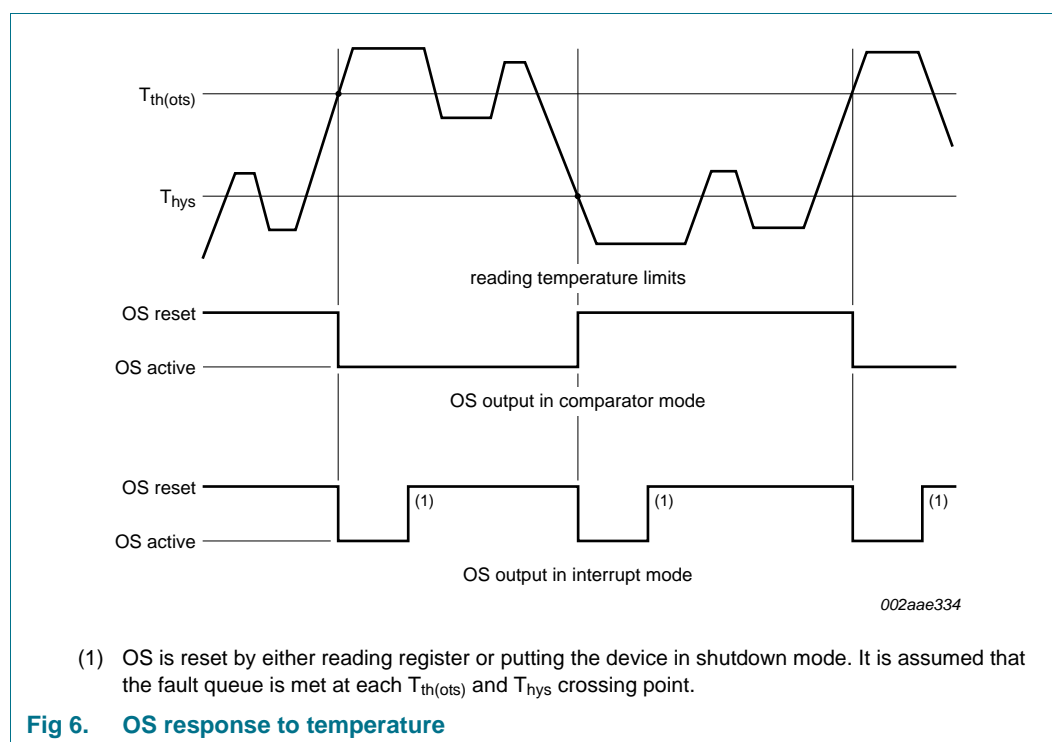 T_th(ots)
T_hys
reading temperature limits
OS reset
OS active
OS output in comparator mode
OS reset
(1)
(1)
(1)
OS active
OS output in interrupt mode
002aae334
(1) OS is reset by either reading register or putting the device in shutdown mode. It is assumed that
the fault queue is met at each T_th(ots) and T_hys crossing point.
Fig 6. OS response to temperature